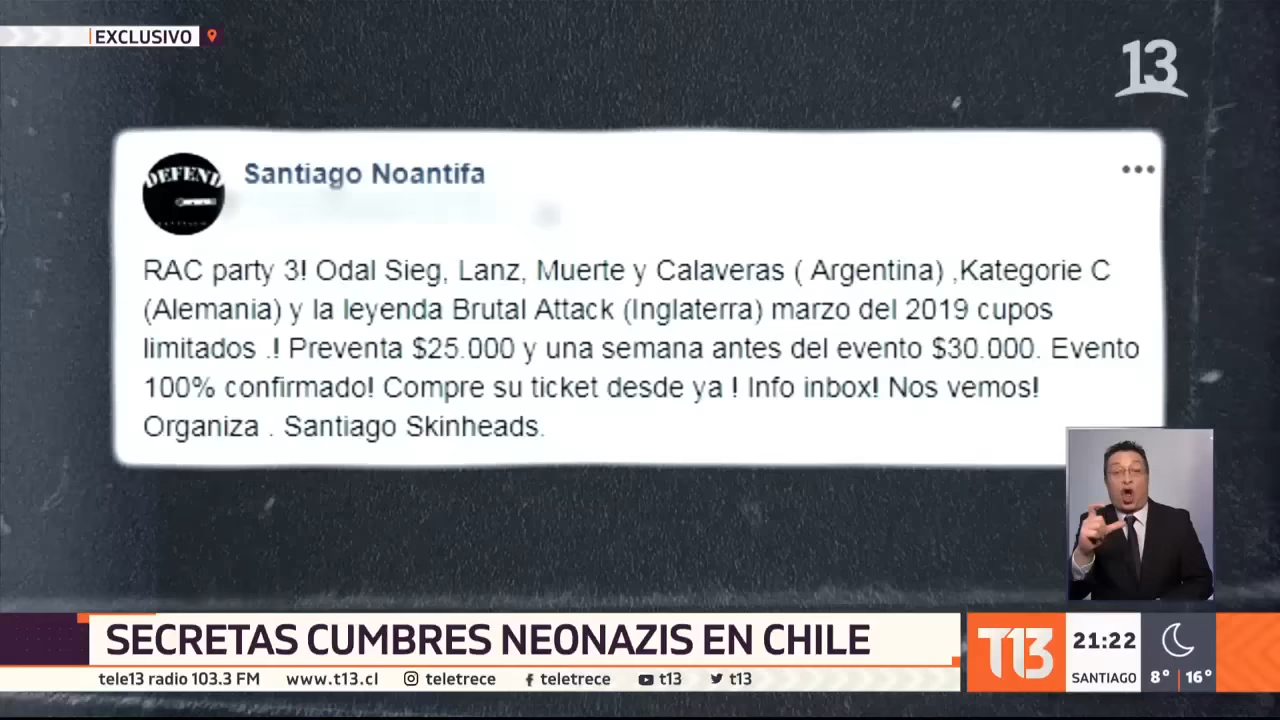 EXCLUSIVO
13
DEFEND
Santiago Noantifa
RAC party 3! Odal Sieg, Lanz, Muerte y Calaveras ( Argentina) ,Kategorie C
(Alemania) y la leyenda Brutal Attack (Inglaterra) marzo del 2019 cupos
limitados .! Preventa $25.000 y una semana antes del evento $30.000. Evento
100% confirmado! Compre su ticket desde ya ! Info inbox! Nos vemos!
Organiza . Santiago Skinheads.
SECRETAS CUMBRES NEONAZIS EN CHILE
tele13 radio 103.3 FM www.t13.cl teletrece teletrece t13 t13
T13
21:22
SANTIAGO
8° | 16°